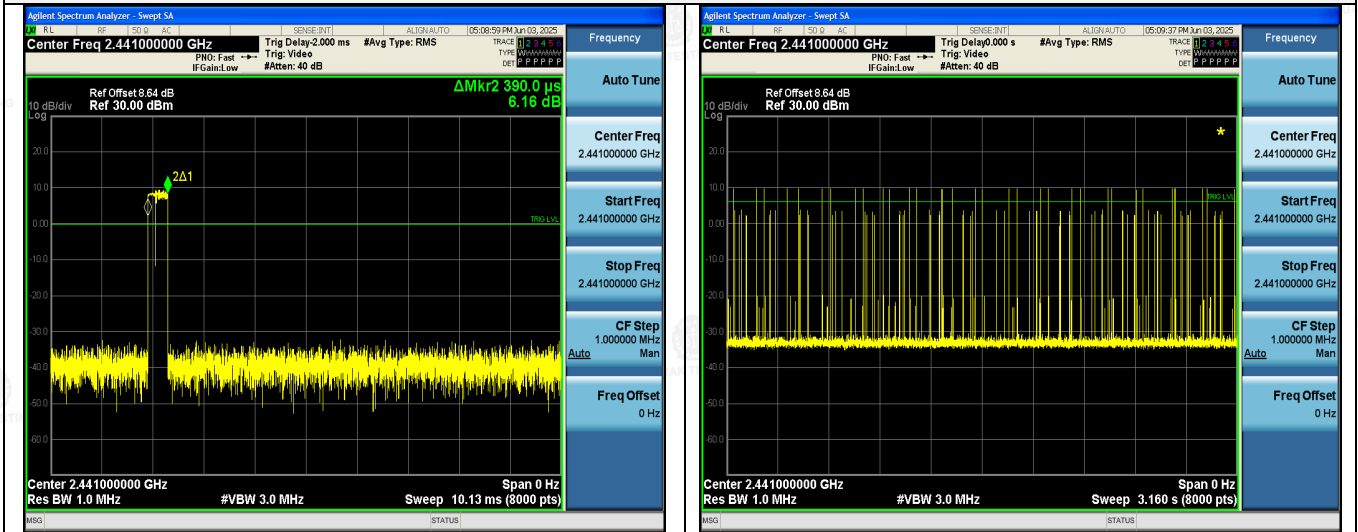 Agilent Spectrum Analyzer - Swept SA
RL RF 50 Ω AC SENSE:INT ALIGNAUTO 05:08:59 PM Jun 03, 2025
Center Freq 2.441000000 GHz
PNO: Fast
IFGain:Low
Trig Delay-2.000 ms
Trig: Video
#Atten: 40 dB
#Avg Type: RMS
TRACE 1 2 3 4 5 6
TYPE
DET P P P P P P
ΔMkr2 390.0 µs
6.16 dB
Ref Offset 8.64 dB
10 dB/div Ref 30.00 dBm
Log
20.0
10.0
2Δ1
0.00
TRIG LVL
-10.0
-20.0
-30.0
-40.0
-50.0
-60.0
Center 2.441000000 GHz Span 0 Hz
Res BW 1.0 MHz #VBW 3.0 MHz Sweep 10.13 ms (8000 pts)
MSG STATUS
Frequency
Auto Tune
Center Freq
2.441000000 GHz
Start Freq
2.441000000 GHz
Stop Freq
2.441000000 GHz
CF Step
1.000000 MHz
Auto Man
Freq Offset
0 Hz
Agilent Spectrum Analyzer - Swept SA
RL RF 50 Ω AC SENSE:INT ALIGNAUTO 05:09:37 PM Jun 03, 2025
Center Freq 2.441000000 GHz
PNO: Fast
IFGain:Low
Trig Delay0.000 s
Trig: Video
#Atten: 40 dB
#Avg Type: RMS
TRACE 1 2 3 4 5 6
TYPE
DET P P P P P P
Ref Offset 8.64 dB
10 dB/div Ref 30.00 dBm
Log
*
20.0
10.0
TRIG LVL
0.00
-10.0
-20.0
-30.0
-40.0
-50.0
-60.0
Center 2.441000000 GHz Span 0 Hz
Res BW 1.0 MHz #VBW 3.0 MHz Sweep 3.160 s (8000 pts)
MSG STATUS
Frequency
Auto Tune
Center Freq
2.441000000 GHz
Start Freq
2.441000000 GHz
Stop Freq
2.441000000 GHz
CF Step
1.000000 MHz
Auto Man
Freq Offset
0 Hz